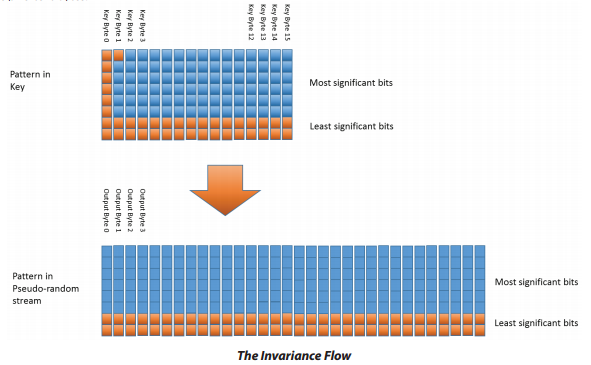 Key Byte 0
Key Byte 1
Key Byte 2
Key Byte 3
Key Byte 12
Key Byte 13
Key Byte 14
Key Byte 15
Pattern in
Key
Most significant bits
Least significant bits
Output Byte 0
Output Byte 1
Output Byte 2
Output Byte 3
Pattern in
Pseudo-random
stream
Most significant bits
Least significant bits
The Invariance Flow